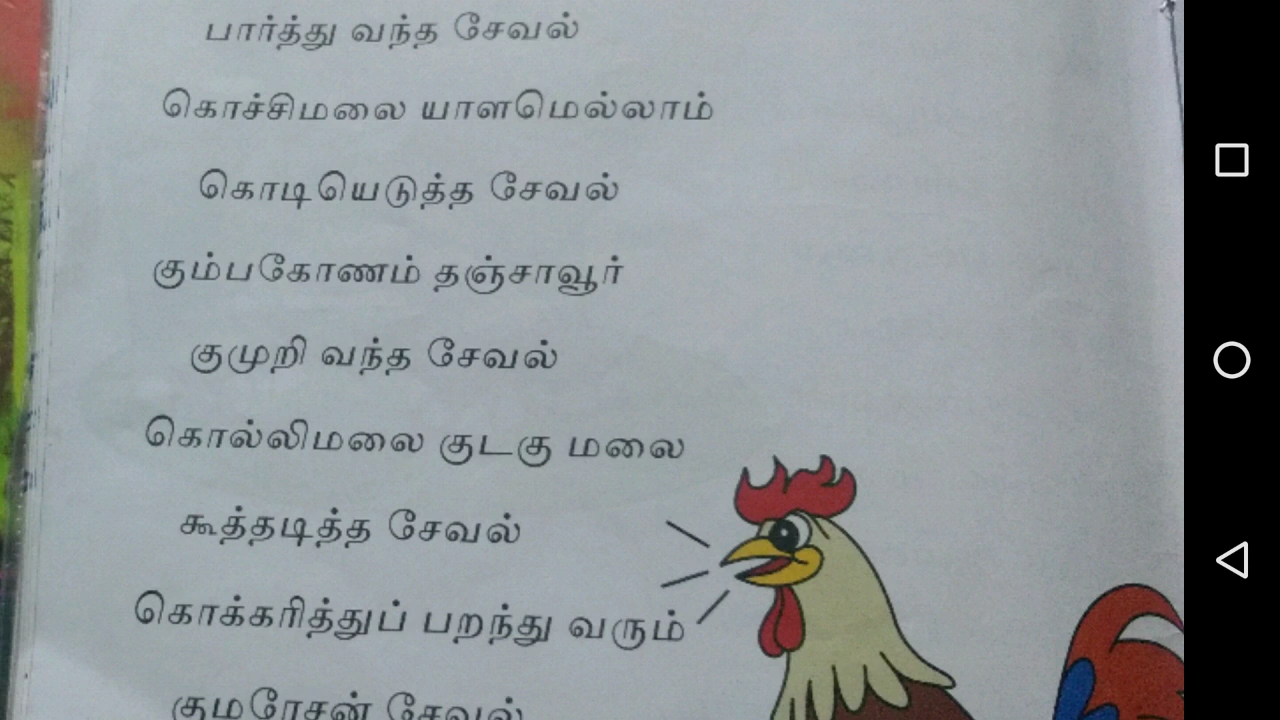 பார்த்து வந்த சேவல்
கொச்சிமலை யாளமெல்லாம்
கொடியெடுத்த சேவல்
கும்பகோணம் தஞ்சாவூர்
குமுறி வந்த சேவல்
கொல்லிமலை குடகு மலை
கூத்தடித்த சேவல்
கொக்கரித்துப் பறந்து வரும்
குமரேசன் சேவல்